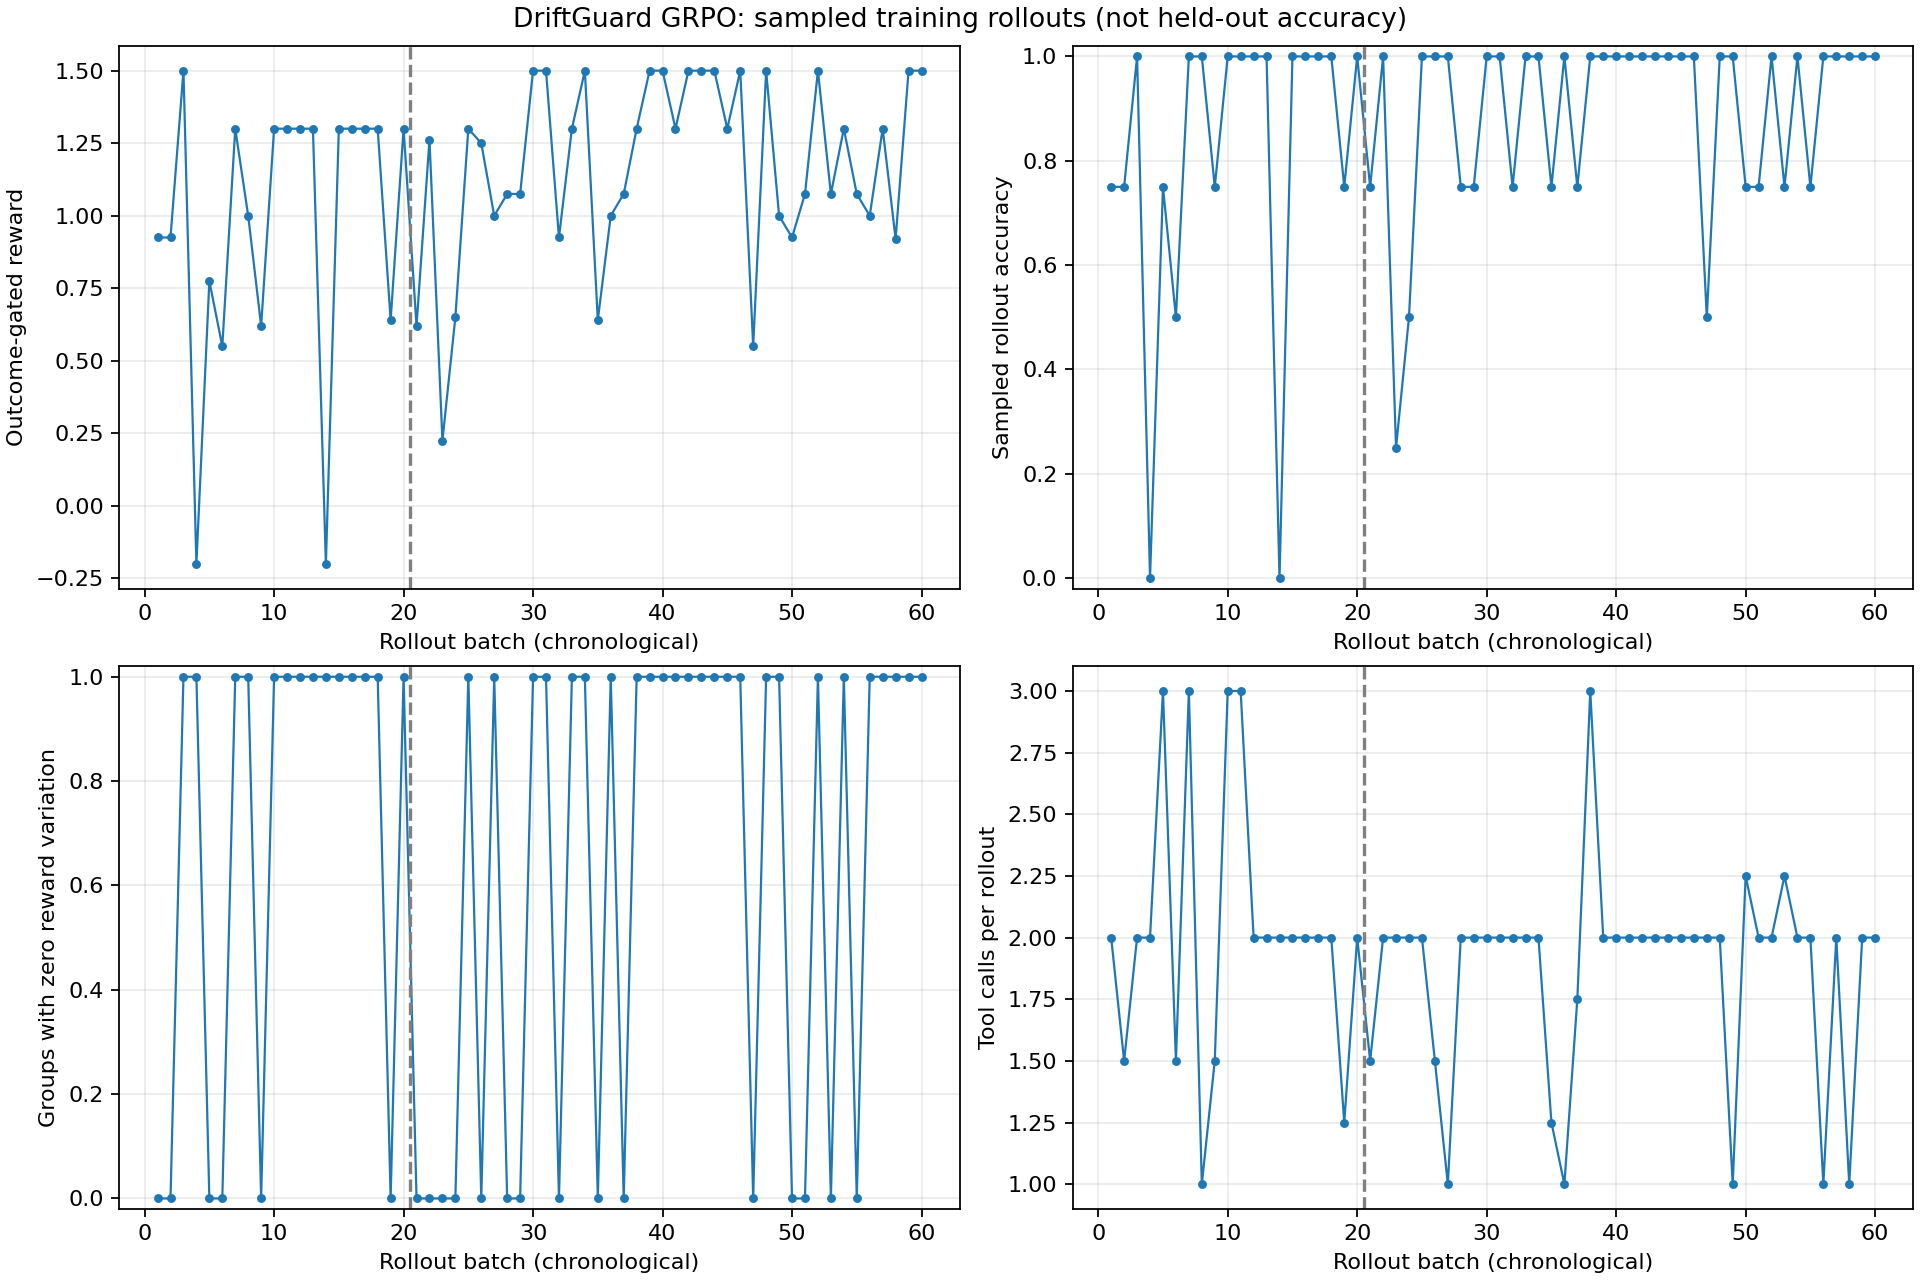 DriftGuard GRPO: sampled training rollouts (not held-out accuracy)
Outcome-gated reward
1.50
1.25
1.00
0.75
0.50
0.25
0.00
−0.25
0 10 20 30 40 50 60
Rollout batch (chronological)
Sampled rollout accuracy
1.0
0.8
0.6
0.4
0.2
0.0
0 10 20 30 40 50 60
Rollout batch (chronological)
Groups with zero reward variation
1.0
0.8
0.6
0.4
0.2
0.0
0 10 20 30 40 50 60
Rollout batch (chronological)
Tool calls per rollout
3.00
2.75
2.50
2.25
2.00
1.75
1.50
1.25
1.00
0 10 20 30 40 50 60
Rollout batch (chronological)